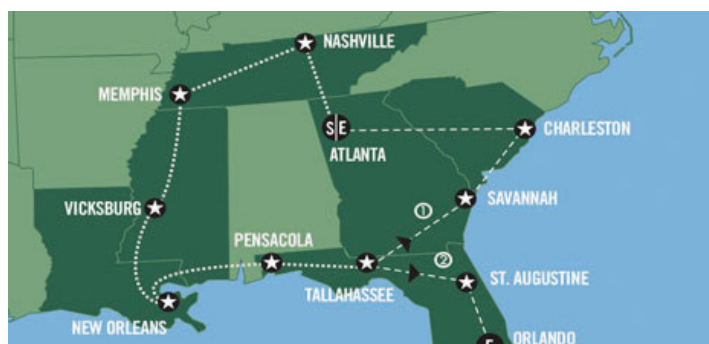 NASHVILLE
MEMPHIS
S E
ATLANTA
CHARLESTON
VICKSBURG
SAVANNAH
1
PENSACOLA
2
TALLAHASSEE
ST. AUGUSTINE
NEW ORLEANS
E
ORLANDO